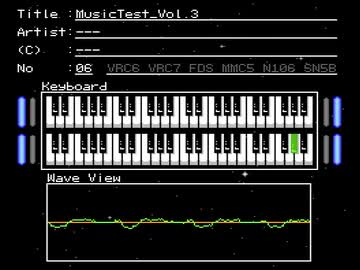 Title :MusicTest_Vol.3
Artist:---
(C) :---
No :06 VRC6 VRC7 FDS MMC5 N106 SN5B
Keyboard
Wave View